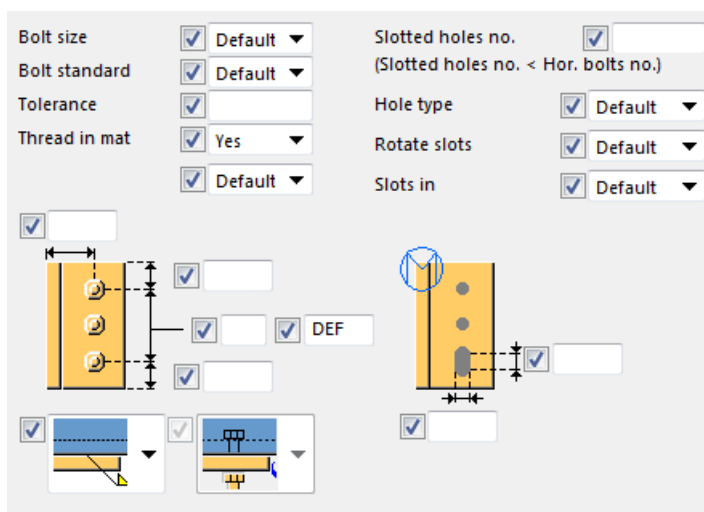 Bolt size Default
Bolt standard Default
Tolerance
Thread in mat Yes
Default
Slotted holes no.
(Slotted holes no. < Hor. bolts no.)
Hole type Default
Rotate slots Default
Slots in Default
DEF